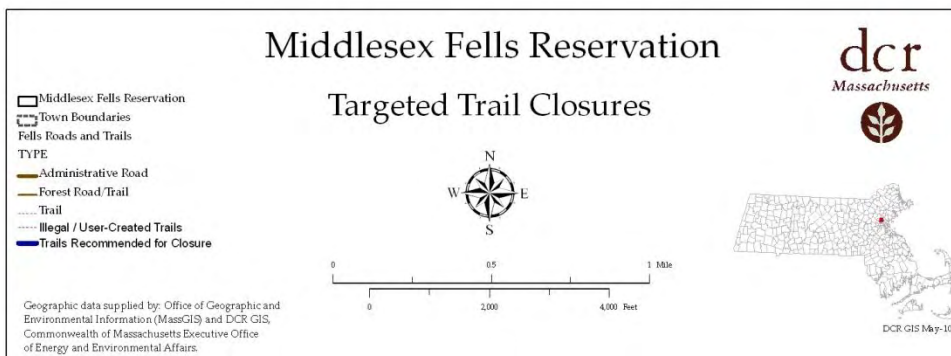 Middlesex Fells Reservation
Targeted Trail Closures
dcr
Massachusetts
Middlesex Fells Reservation
Town Boundaries
Fells Roads and Trails
TYPE
Administrative Road
Forest Road/Trail
Trail
Illegal / User-Created Trails
Trails Recommended for Closure
N
W E
S
0 0.5 1 Mile
0 2,000 4,000 Feet
Geographic data supplied by: Office of Geographic and
Environmental Information (MassGIS) and DCR GIS,
Commonwealth of Massachusetts Executive Office
of Energy and Environmental Affairs.
DCR GIS May-10